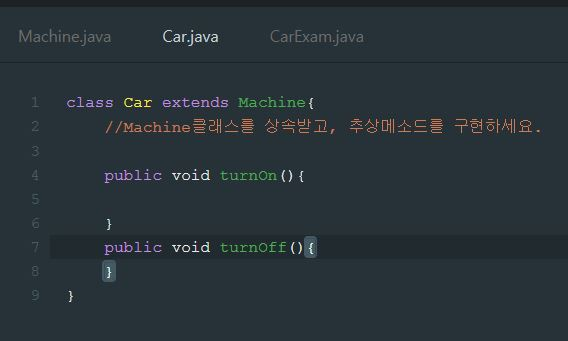 Machine.java Car.java CarExam.java
1 class Car extends Machine{
2 //Machine클래스를 상속받고, 추상메소드를 구현하세요.
3
4 public void turnOn(){
5
6 }
7 public void turnOff(){
8 }
9 }